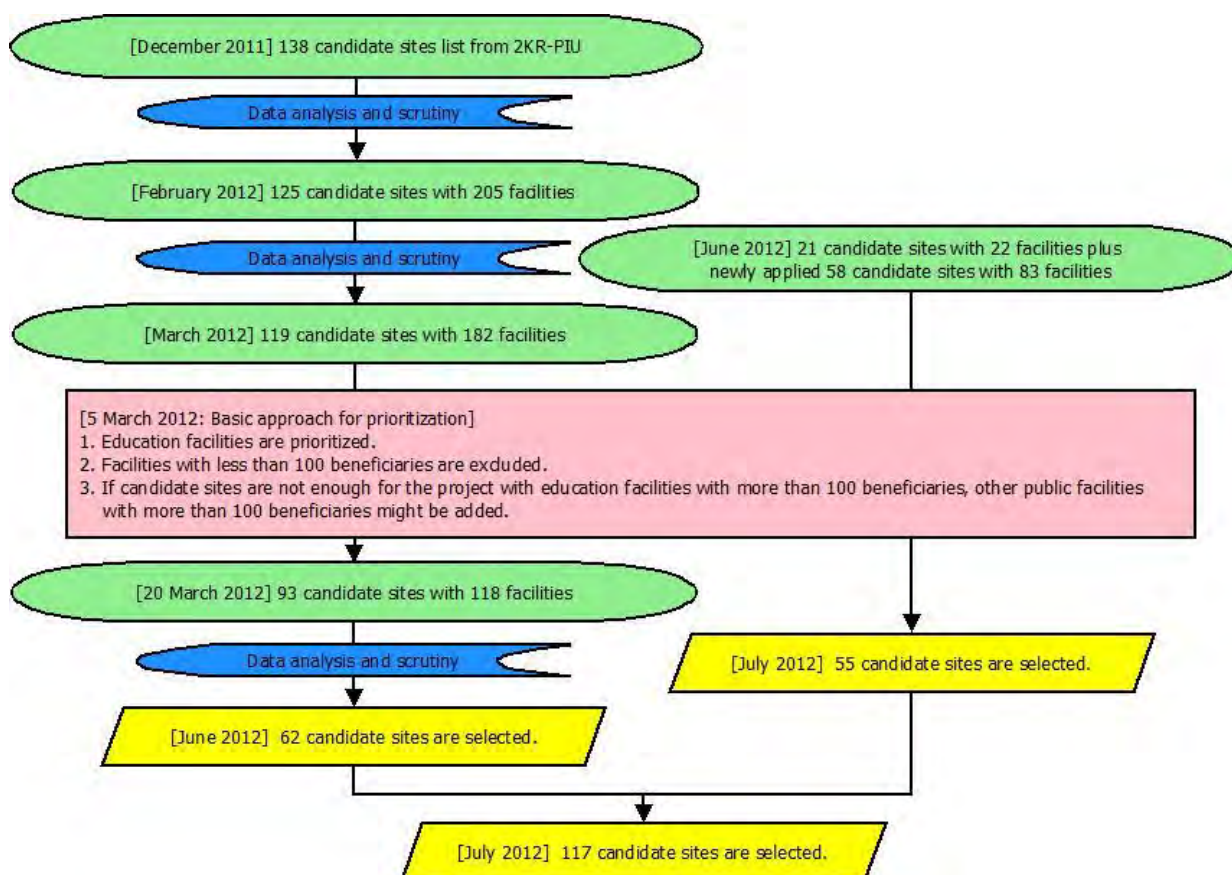 [December 2011] 138 candidate sites list from 2KR-PIU
Data analysis and scrutiny
[February 2012] 125 candidate sites with 205 facilities
Data analysis and scrutiny
[June 2012] 21 candidate sites with 22 facilities plus
newly applied 58 candidate sites with 83 facilities
[March 2012] 119 candidate sites with 182 facilities
[5 March 2012: Basic approach for prioritization]
1. Education facilities are prioritized.
2. Facilities with less than 100 beneficiaries are excluded.
3. If candidate sites are not enough for the project with education facilities with more than 100 beneficiaries, other public facilities
with more than 100 beneficiaries might be added.
[20 March 2012] 93 candidate sites with 118 facilities
Data analysis and scrutiny
[July 2012] 55 candidate sites are selected.
[June 2012] 62 candidate sites are selected.
[July 2012] 117 candidate sites are selected.